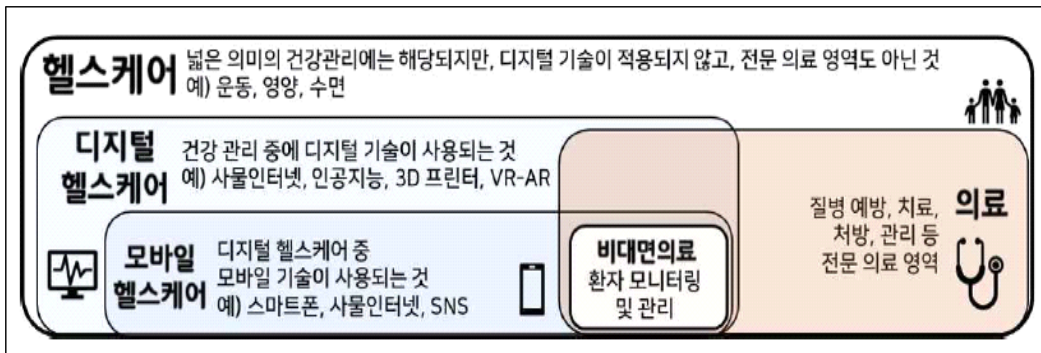 헬스케어
넓은 의미의 건강관리에는 해당되지만, 디지털 기술이 적용되지 않고, 전문 의료 영역도 아닌 것
예) 운동, 영양, 수면
디지털
헬스케어
건강 관리 중에 디지털 기술이 사용되는 것
예) 사물인터넷, 인공지능, 3D 프린터, VR-AR
모바일
헬스케어
디지털 헬스케어 중
모바일 기술이 사용되는 것
예) 스마트폰, 사물인터넷, SNS
비대면의료
환자 모니터링
및 관리
의료
질병 예방, 치료,
처방, 관리 등
전문 의료 영역